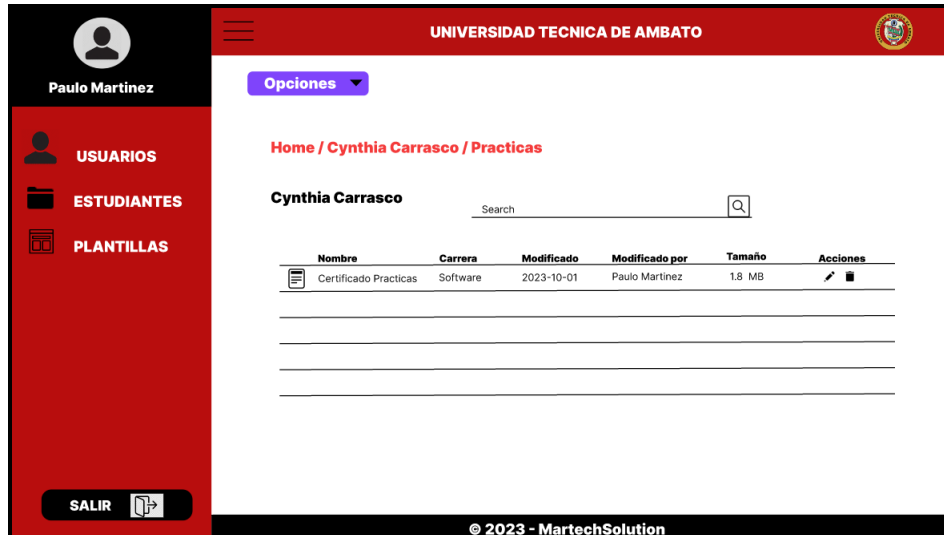 UNIVERSIDAD TECNICA DE AMBATO
Paulo Martinez
Opciones
USUARIOS
ESTUDIANTES
PLANTILLAS
SALIR
Home / Cynthia Carrasco / Practicas
Cynthia Carrasco
Search
Nombre Carrera Modificado Modificado por Tamaño Acciones
Certificado Practicas Software 2023-10-01 Paulo Martinez 1.8 MB
© 2023 - MartechSolution